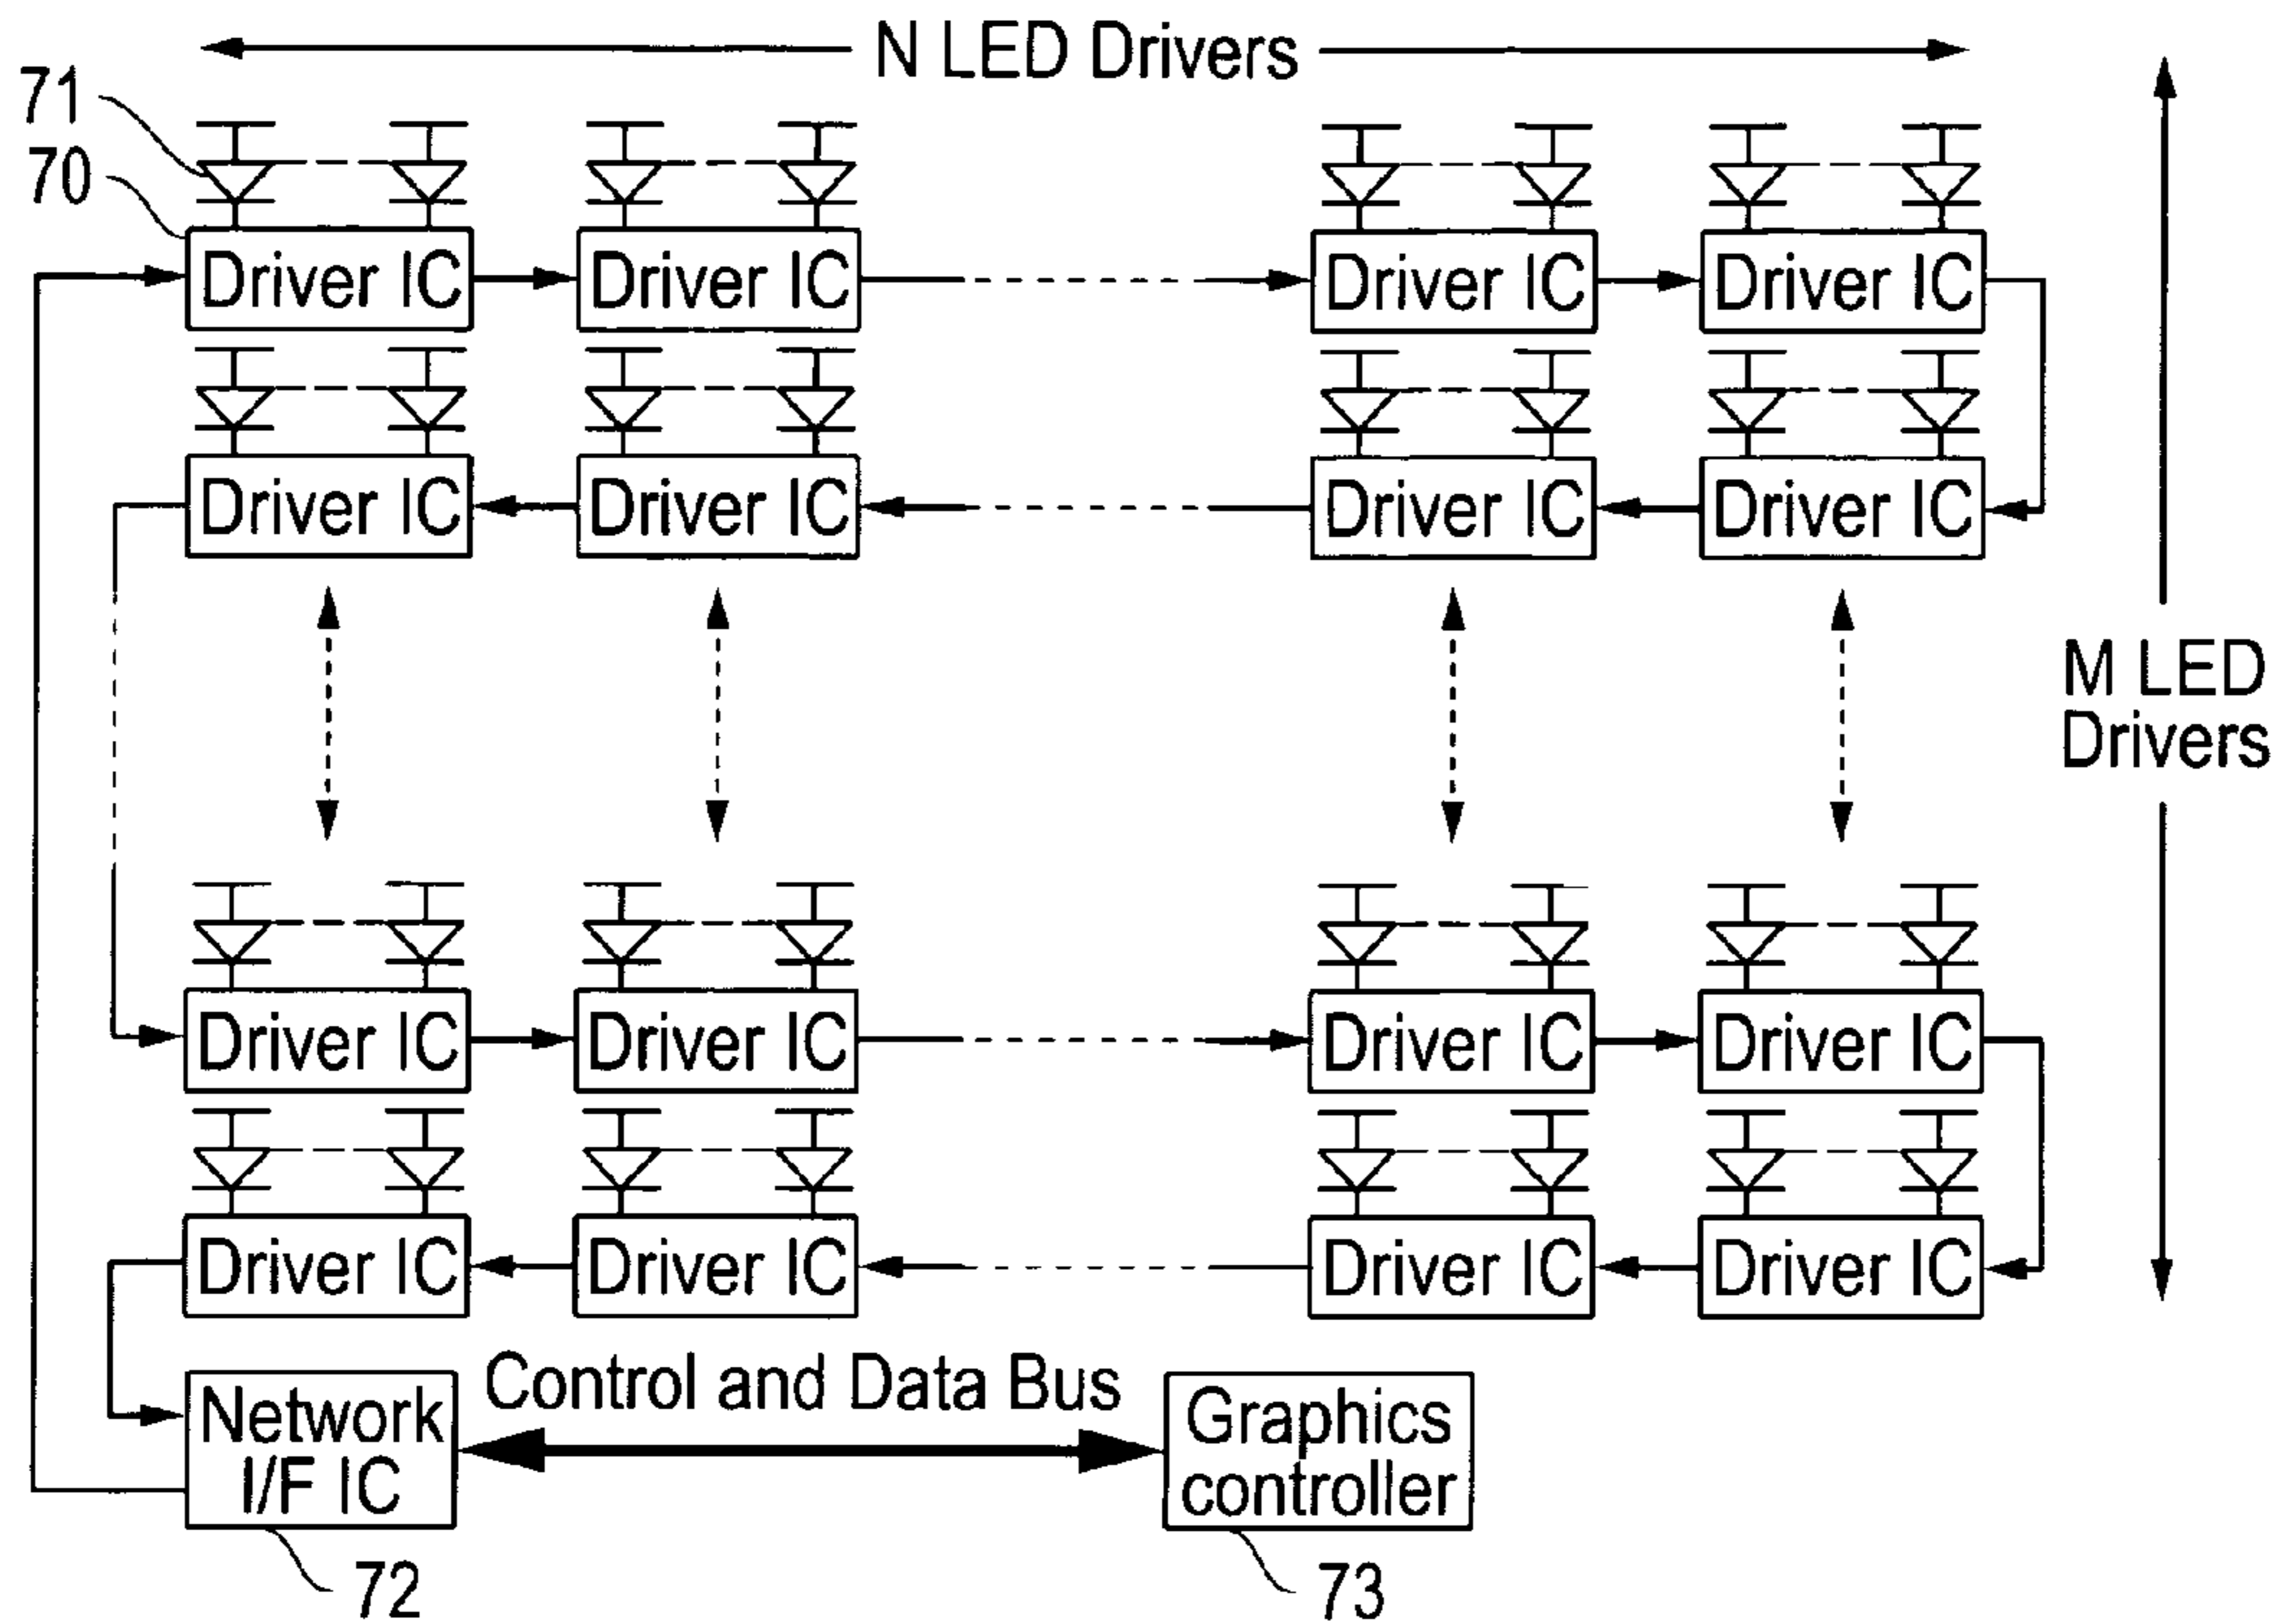 N LED Drivers
71
70
Driver IC Driver IC Driver IC Driver IC
Driver IC Driver IC Driver IC Driver IC
M LED
Drivers
Driver IC Driver IC Driver IC Driver IC
Driver IC Driver IC Driver IC Driver IC
Control and Data Bus
Network
I/F IC
Graphics
controller
72
73